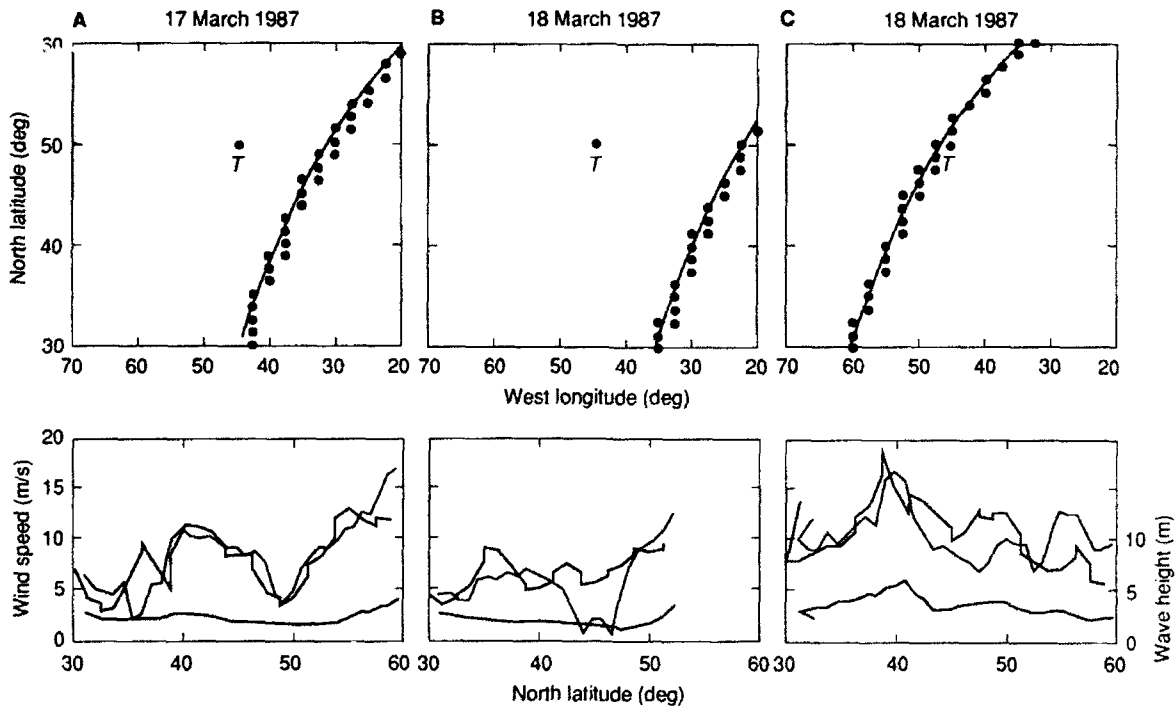 A 17 March 1987
B 18 March 1987
C 18 March 1987
North latitude (deg)
60
50
40
30
T
T
T
70 60 50 40 30 20
70 60 50 40 30 20
70 60 50 40 30 20
West longitude (deg)
Wind speed (m/s)
20
15
10
5
0
10
5
0
Wave height (m)
30 40 50 60
30 40 50 60
30 40 50 60
North latitude (deg)